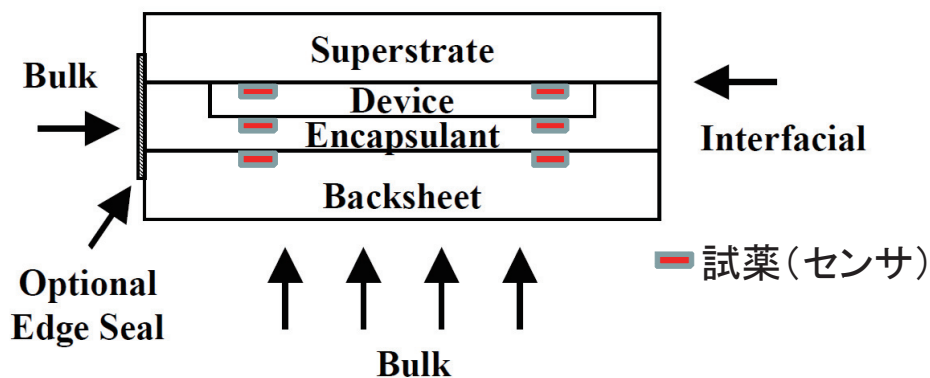 Superstrate
Bulk
Device
Encapsulant
Interfacial
Backsheet
試薬（センサ）
Optional
Edge Seal
Bulk